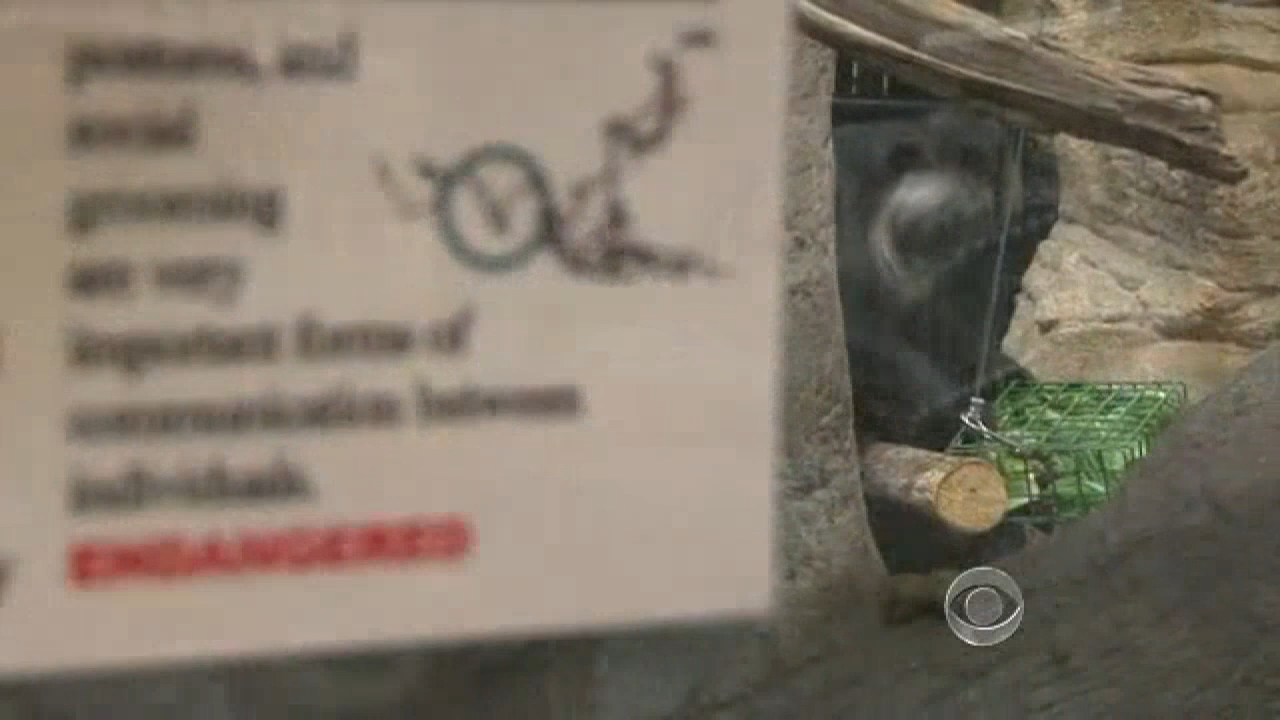 postures, and
social
grooming
are very
important forms of
communication between
individuals.
ENDANGERED